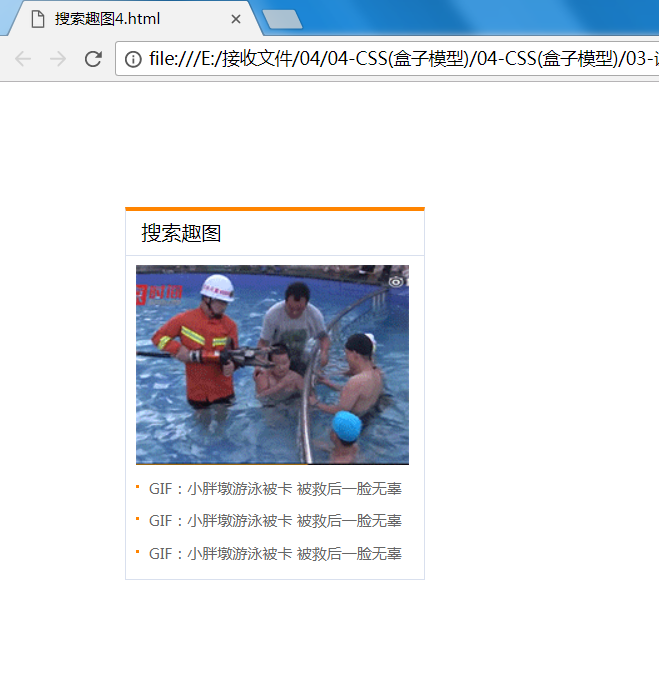 搜索趣图4.html
file:///E:/接收文件/04/04-CSS(盒子模型)/04-CSS(盒子模型)/03-
搜索趣图
GIF：小胖墩游泳被卡 被救后一脸无辜
GIF：小胖墩游泳被卡 被救后一脸无辜
GIF：小胖墩游泳被卡 被救后一脸无辜